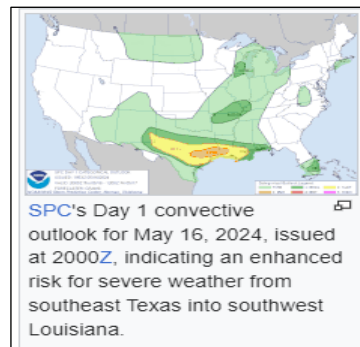 SPC's Day 1 convective
outlook for May 16, 2024, issued
at 2000Z, indicating an enhanced
risk for severe weather from
southeast Texas into southwest
Louisiana.